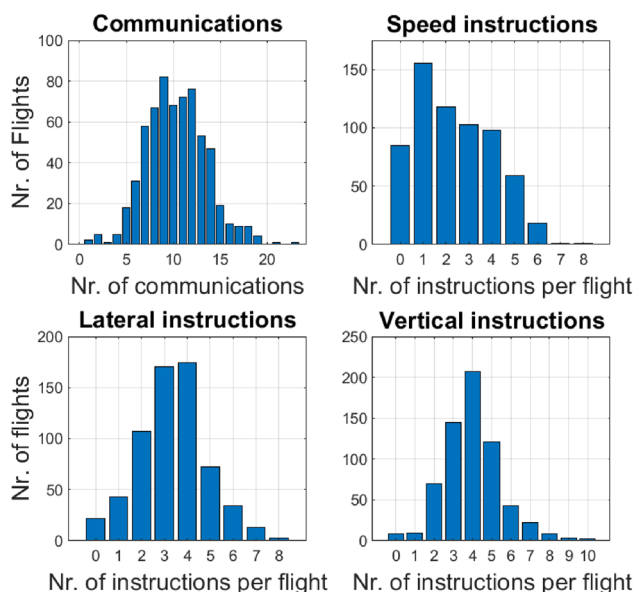 Communications
Nr. of Flights
100
80
60
40
20
0
0 5 10 15 20
Nr. of communications
Speed instructions
150
100
50
0
0 1 2 3 4 5 6 7 8
Nr. of instructions per flight
Lateral instructions
Nr. of flights
200
150
100
50
0
0 1 2 3 4 5 6 7 8
Nr. of instructions per flight
Vertical instructions
250
200
150
100
50
0
0 1 2 3 4 5 6 7 8 9 10
Nr. of instructions per flight